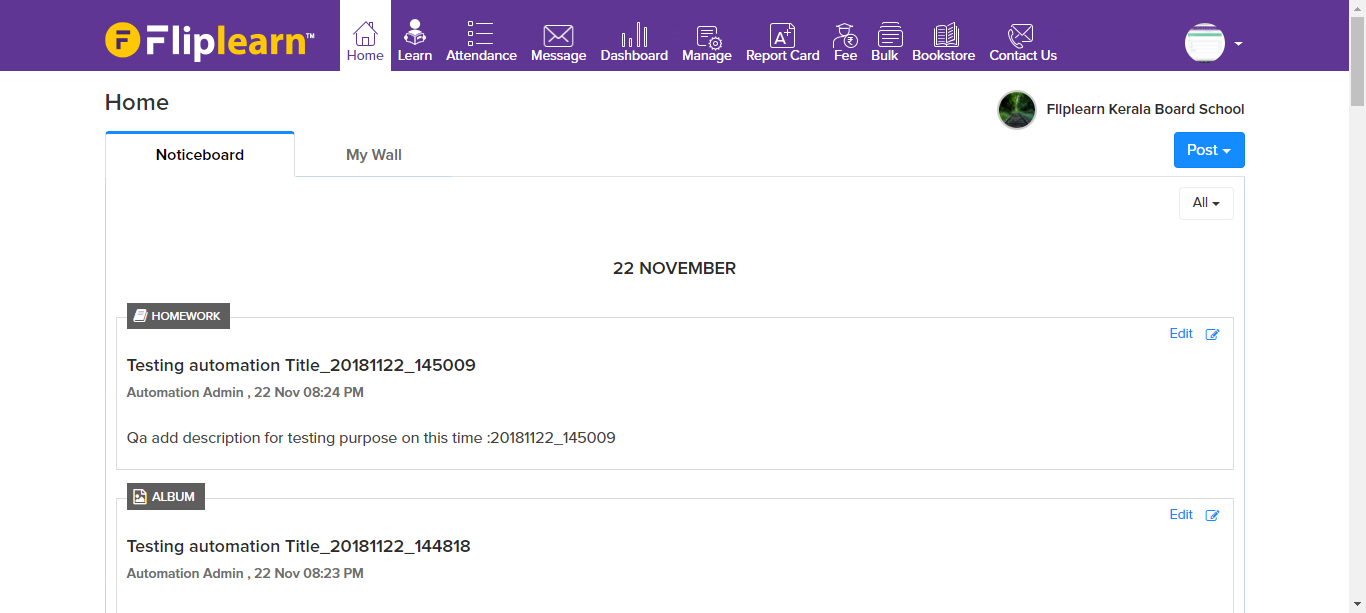 Fliplearn™
Home Learn Attendance Message Dashboard Manage Report Card Fee Bulk Bookstore Contact Us
Home
Fliplearn Kerala Board School
Noticeboard My Wall
Post
All
22 NOVEMBER
HOMEWORK
Edit
Testing automation Title_20181122_145009
Automation Admin , 22 Nov 08:24 PM
Qa add description for testing purpose on this time :20181122_145009
ALBUM
Edit
Testing automation Title_20181122_144818
Automation Admin , 22 Nov 08:23 PM